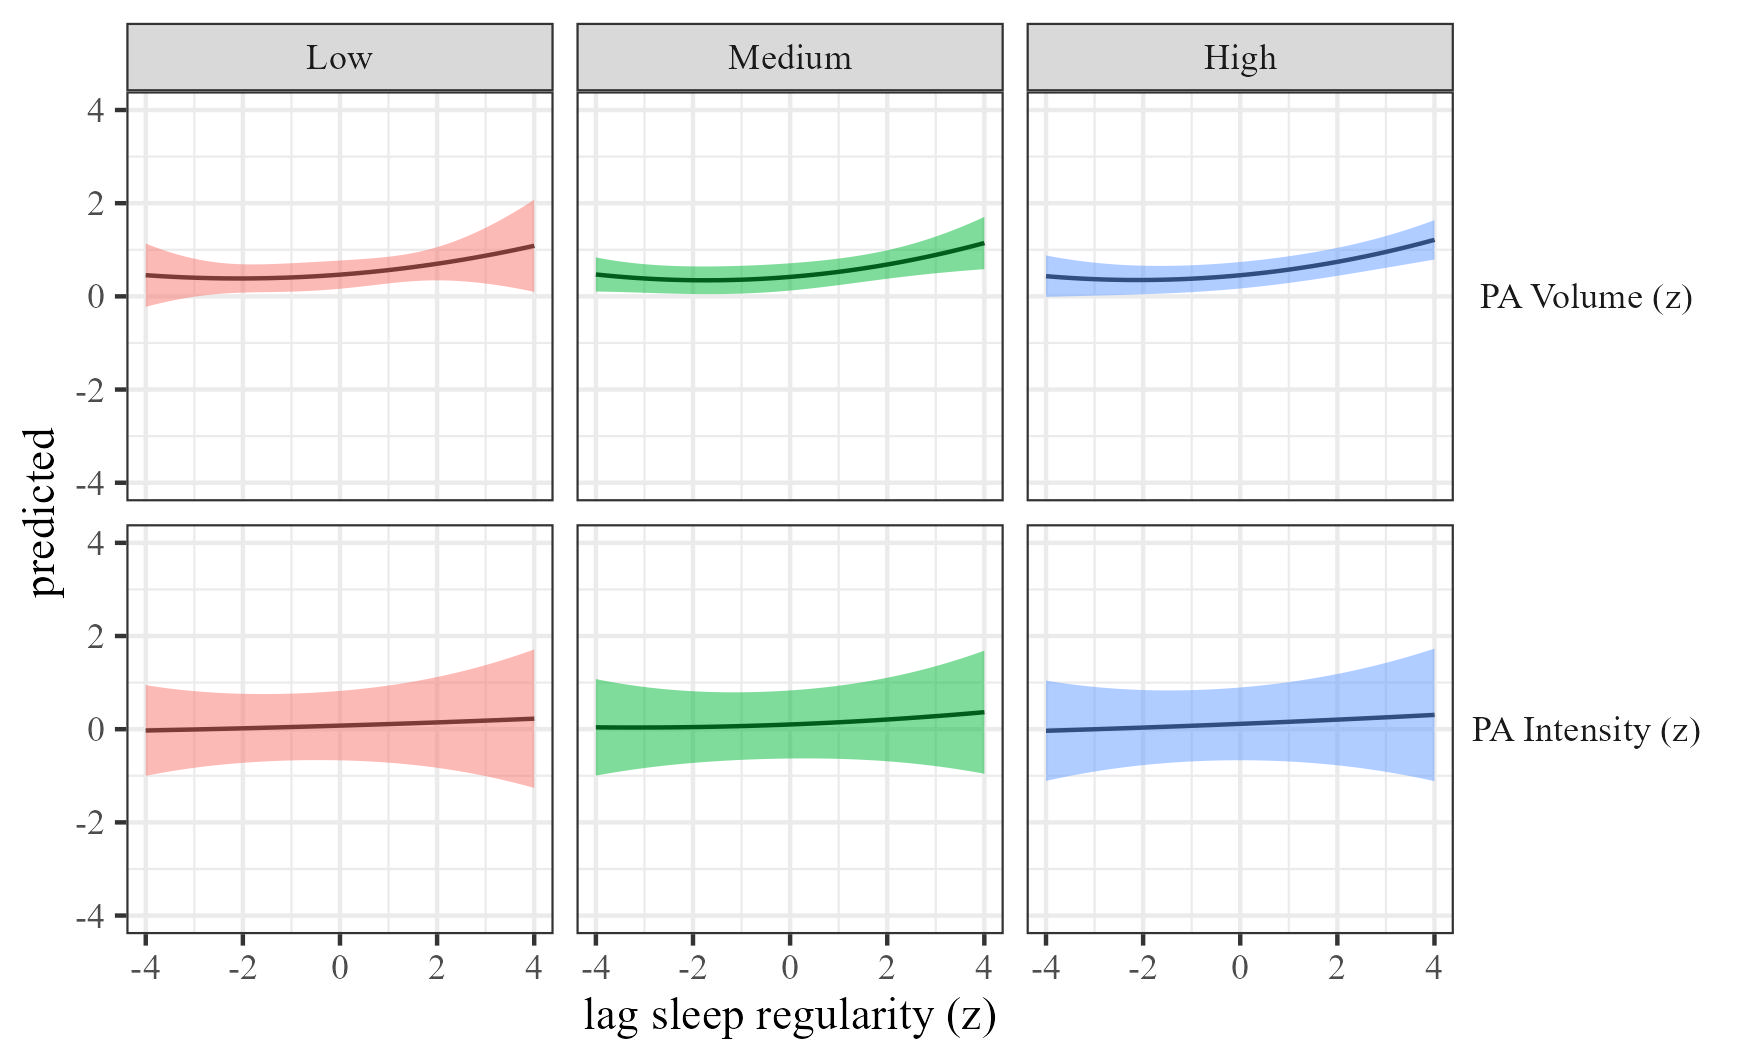 Low Medium High
4
2
0
-2
-4
PA Volume (z)
predicted
4
2
0
-2
-4
PA Intensity (z)
-4 -2 0 2 4 -4 -2 0 2 4 -4 -2 0 2 4
lag sleep regularity (z)